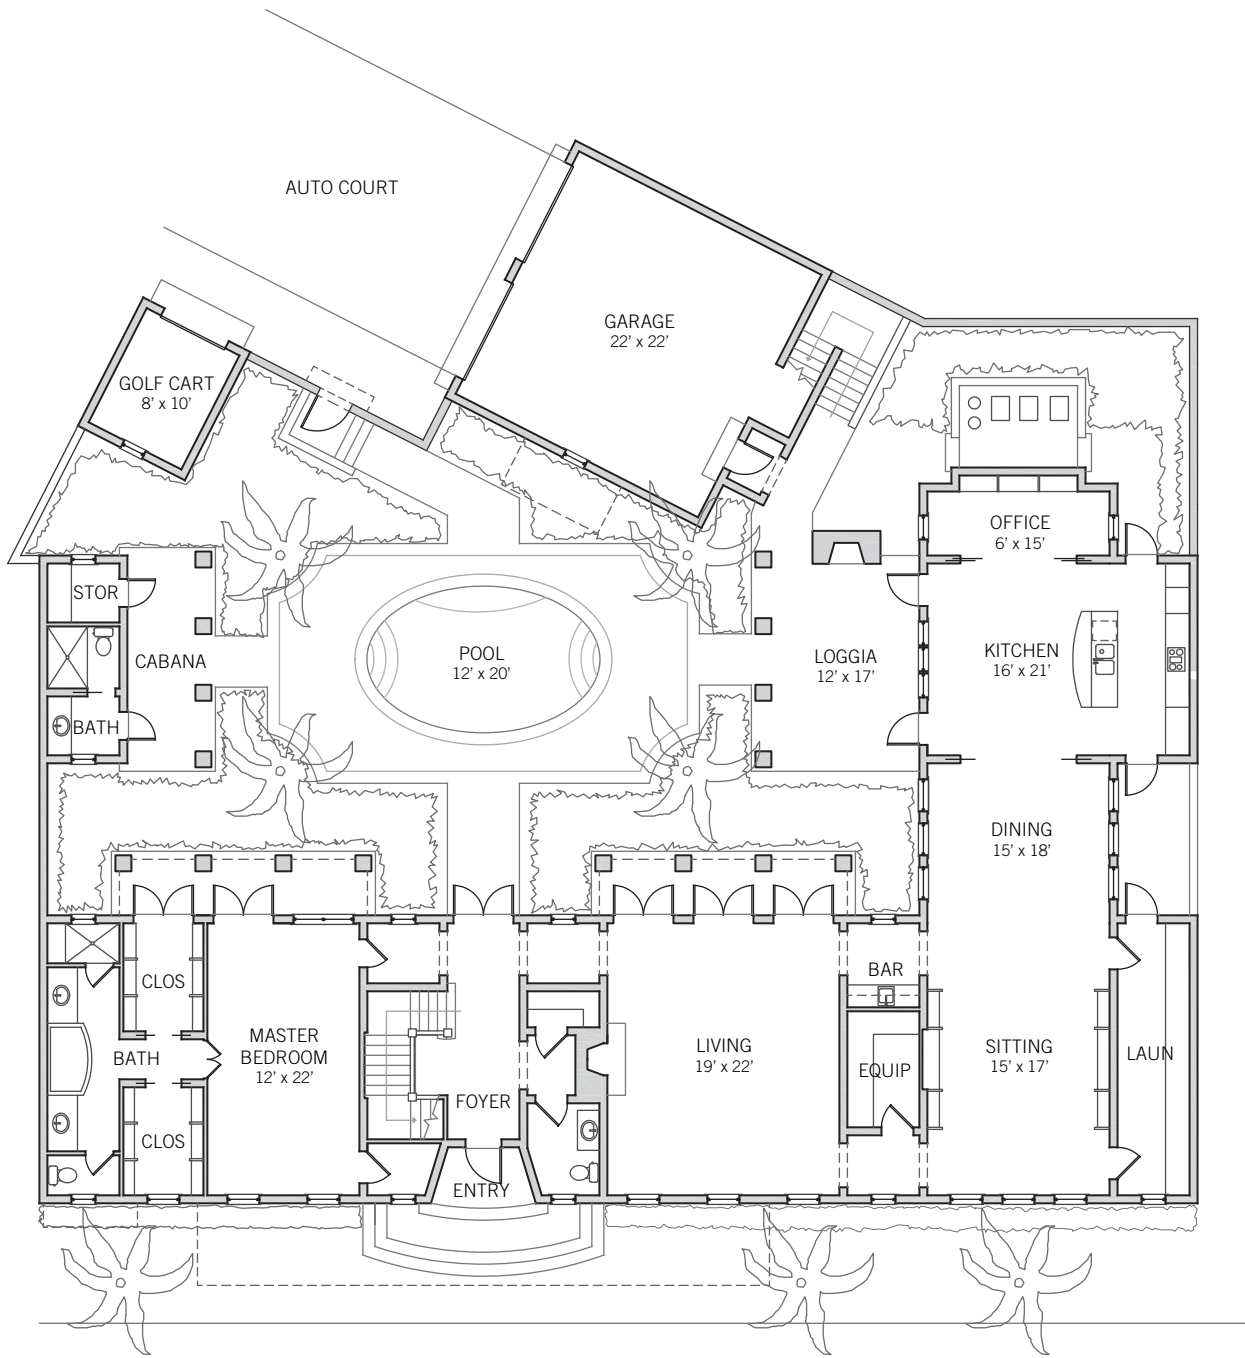 AUTO COURT
GARAGE
22’ x 22’
GOLF CART
8’ x 10’
OFFICE
6’ x 15’
STOR
CABANA
POOL
12’ x 20’
LOGGIA
12’ x 17’
KITCHEN
16’ x 21’
BATH
DINING
15’ x 18’
CLOS
BAR
MASTER
BEDROOM
12’ x 22’
BATH
LIVING
19’ x 22’
EQUIP
SITTING
15’ x 17’
LAUN
FOYER
CLOS
ENTRY